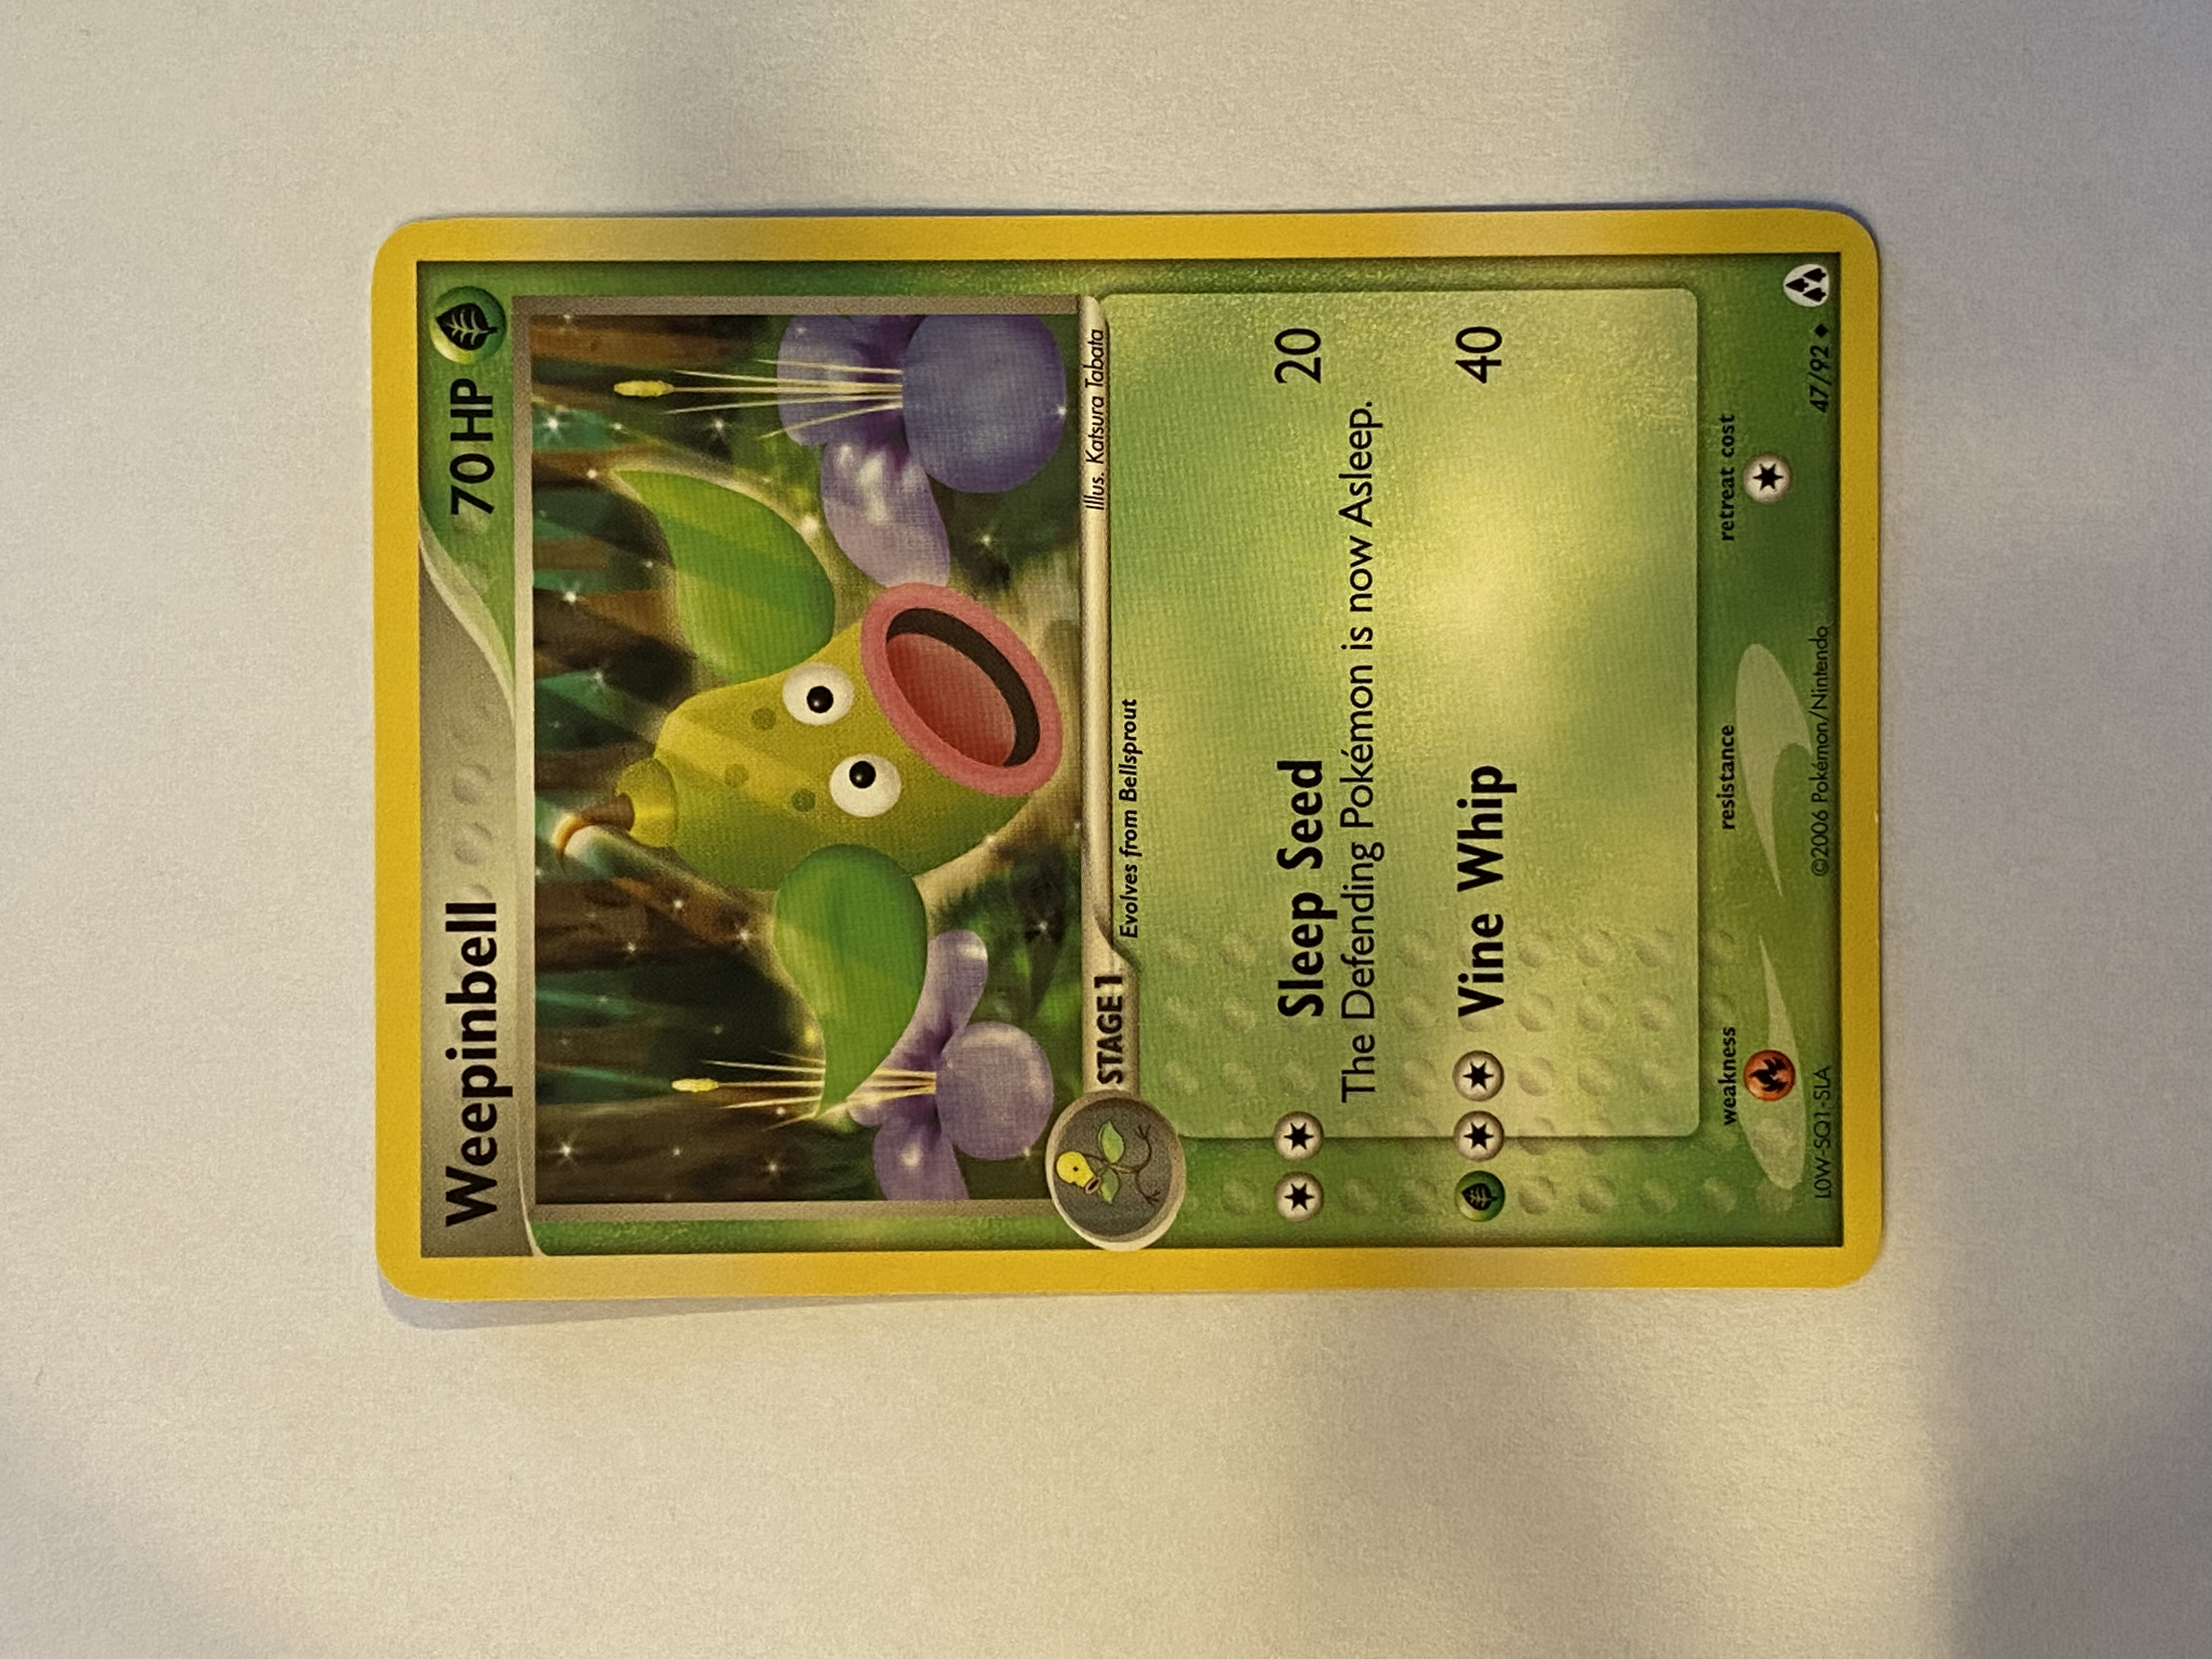 Weepinbell 70 HP
Illus. Katsura Tabata
STAGE 1
Evolves from Bellsprout
Sleep Seed 20
The Defending Pokémon is now Asleep.
Vine Whip 40
weakness resistance retreat cost
L0W-SQ1-SLA ©2006 Pokémon/Nintendo 47/92